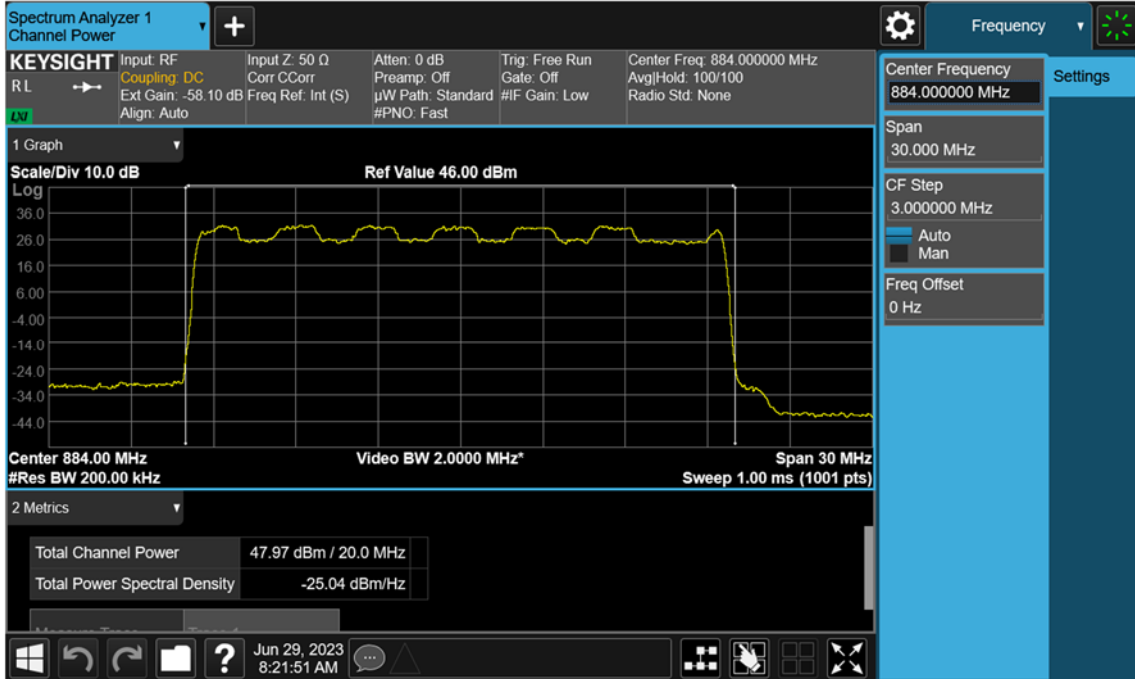 Spectrum Analyzer 1
Channel Power
Frequency
KEYSIGHT
R L
LXI
Input: RF
Coupling: DC
Ext Gain: -58.10 dB
Align: Auto
Input Z: 50 Ω
Corr CCorr
Freq Ref: Int (S)
Atten: 0 dB
Preamp: Off
µW Path: Standard
#PNO: Fast
Trig: Free Run
Gate: Off
#IF Gain: Low
Center Freq: 884.000000 MHz
Avg|Hold: 100/100
Radio Std: None
Center Frequency
884.000000 MHz
Settings
Span
30.000 MHz
CF Step
3.000000 MHz
Auto
Man
Freq Offset
0 Hz
1 Graph
Scale/Div 10.0 dB
Ref Value 46.00 dBm
Log
36.0
26.0
16.0
6.00
-4.00
-14.0
-24.0
-34.0
-44.0
Center 884.00 MHz
Video BW 2.0000 MHz*
Span 30 MHz
#Res BW 200.00 kHz
Sweep 1.00 ms (1001 pts)
2 Metrics
Total Channel Power 47.97 dBm / 20.0 MHz
Total Power Spectral Density -25.04 dBm/Hz
Jun 29, 2023
8:21:51 AM